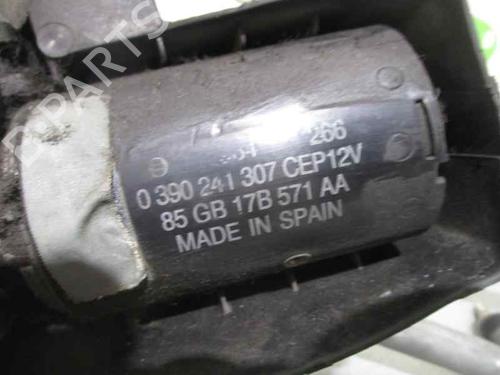 266
0 390 241 307 CEP12V
85 GB 17B 571 AA
MADE IN SPAIN